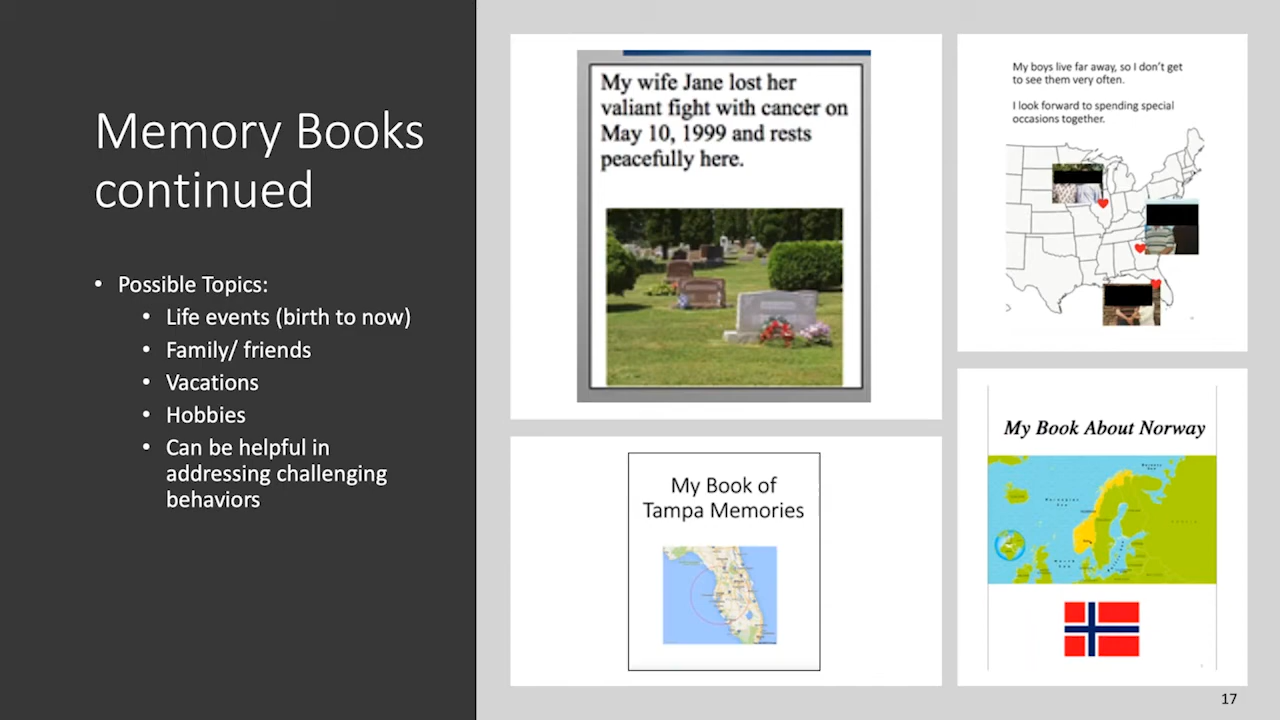 Memory Books
continued
• Possible Topics:
• Life events (birth to now)
• Family/ friends
• Vacations
• Hobbies
• Can be helpful in
addressing challenging
behaviors
My wife Jane lost her
valiant fight with cancer on
May 10, 1999 and rests
peacefully here.
My boys live far away, so I don't get
to see them very often.
I look forward to spending special
occasions together.
My Book of
Tampa Memories
My Book About Norway
17